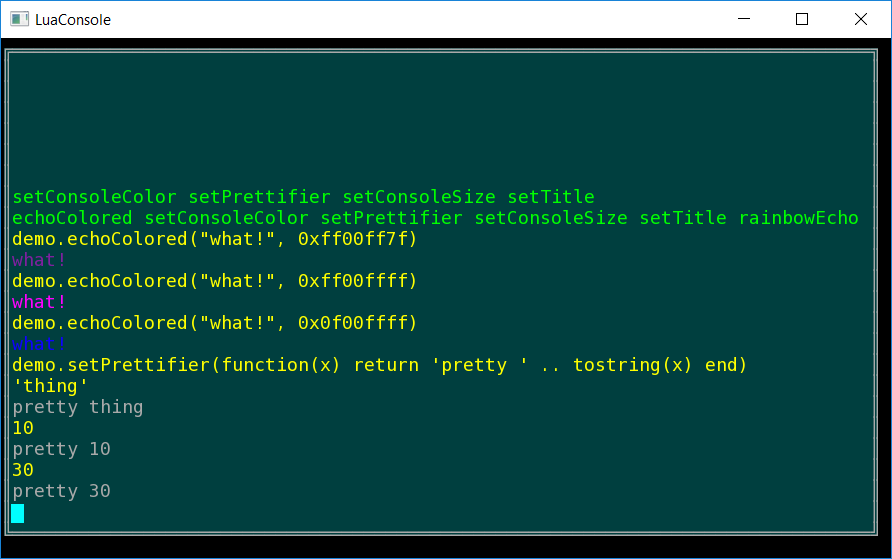 LuaConsole
setConsoleColor setPrettifier setConsoleSize setTitle
echoColored setConsoleColor setPrettifier setConsoleSize setTitle rainbowEcho
demo.echoColored("what!", 0xff00ff7f)
what!
demo.echoColored("what!", 0xff00ffff)
what!
demo.echoColored("what!", 0x0f00ffff)
what!
demo.setPrettifier(function(x) return 'pretty ' .. tostring(x) end)
'thing'
pretty thing
10
pretty 10
30
pretty 30